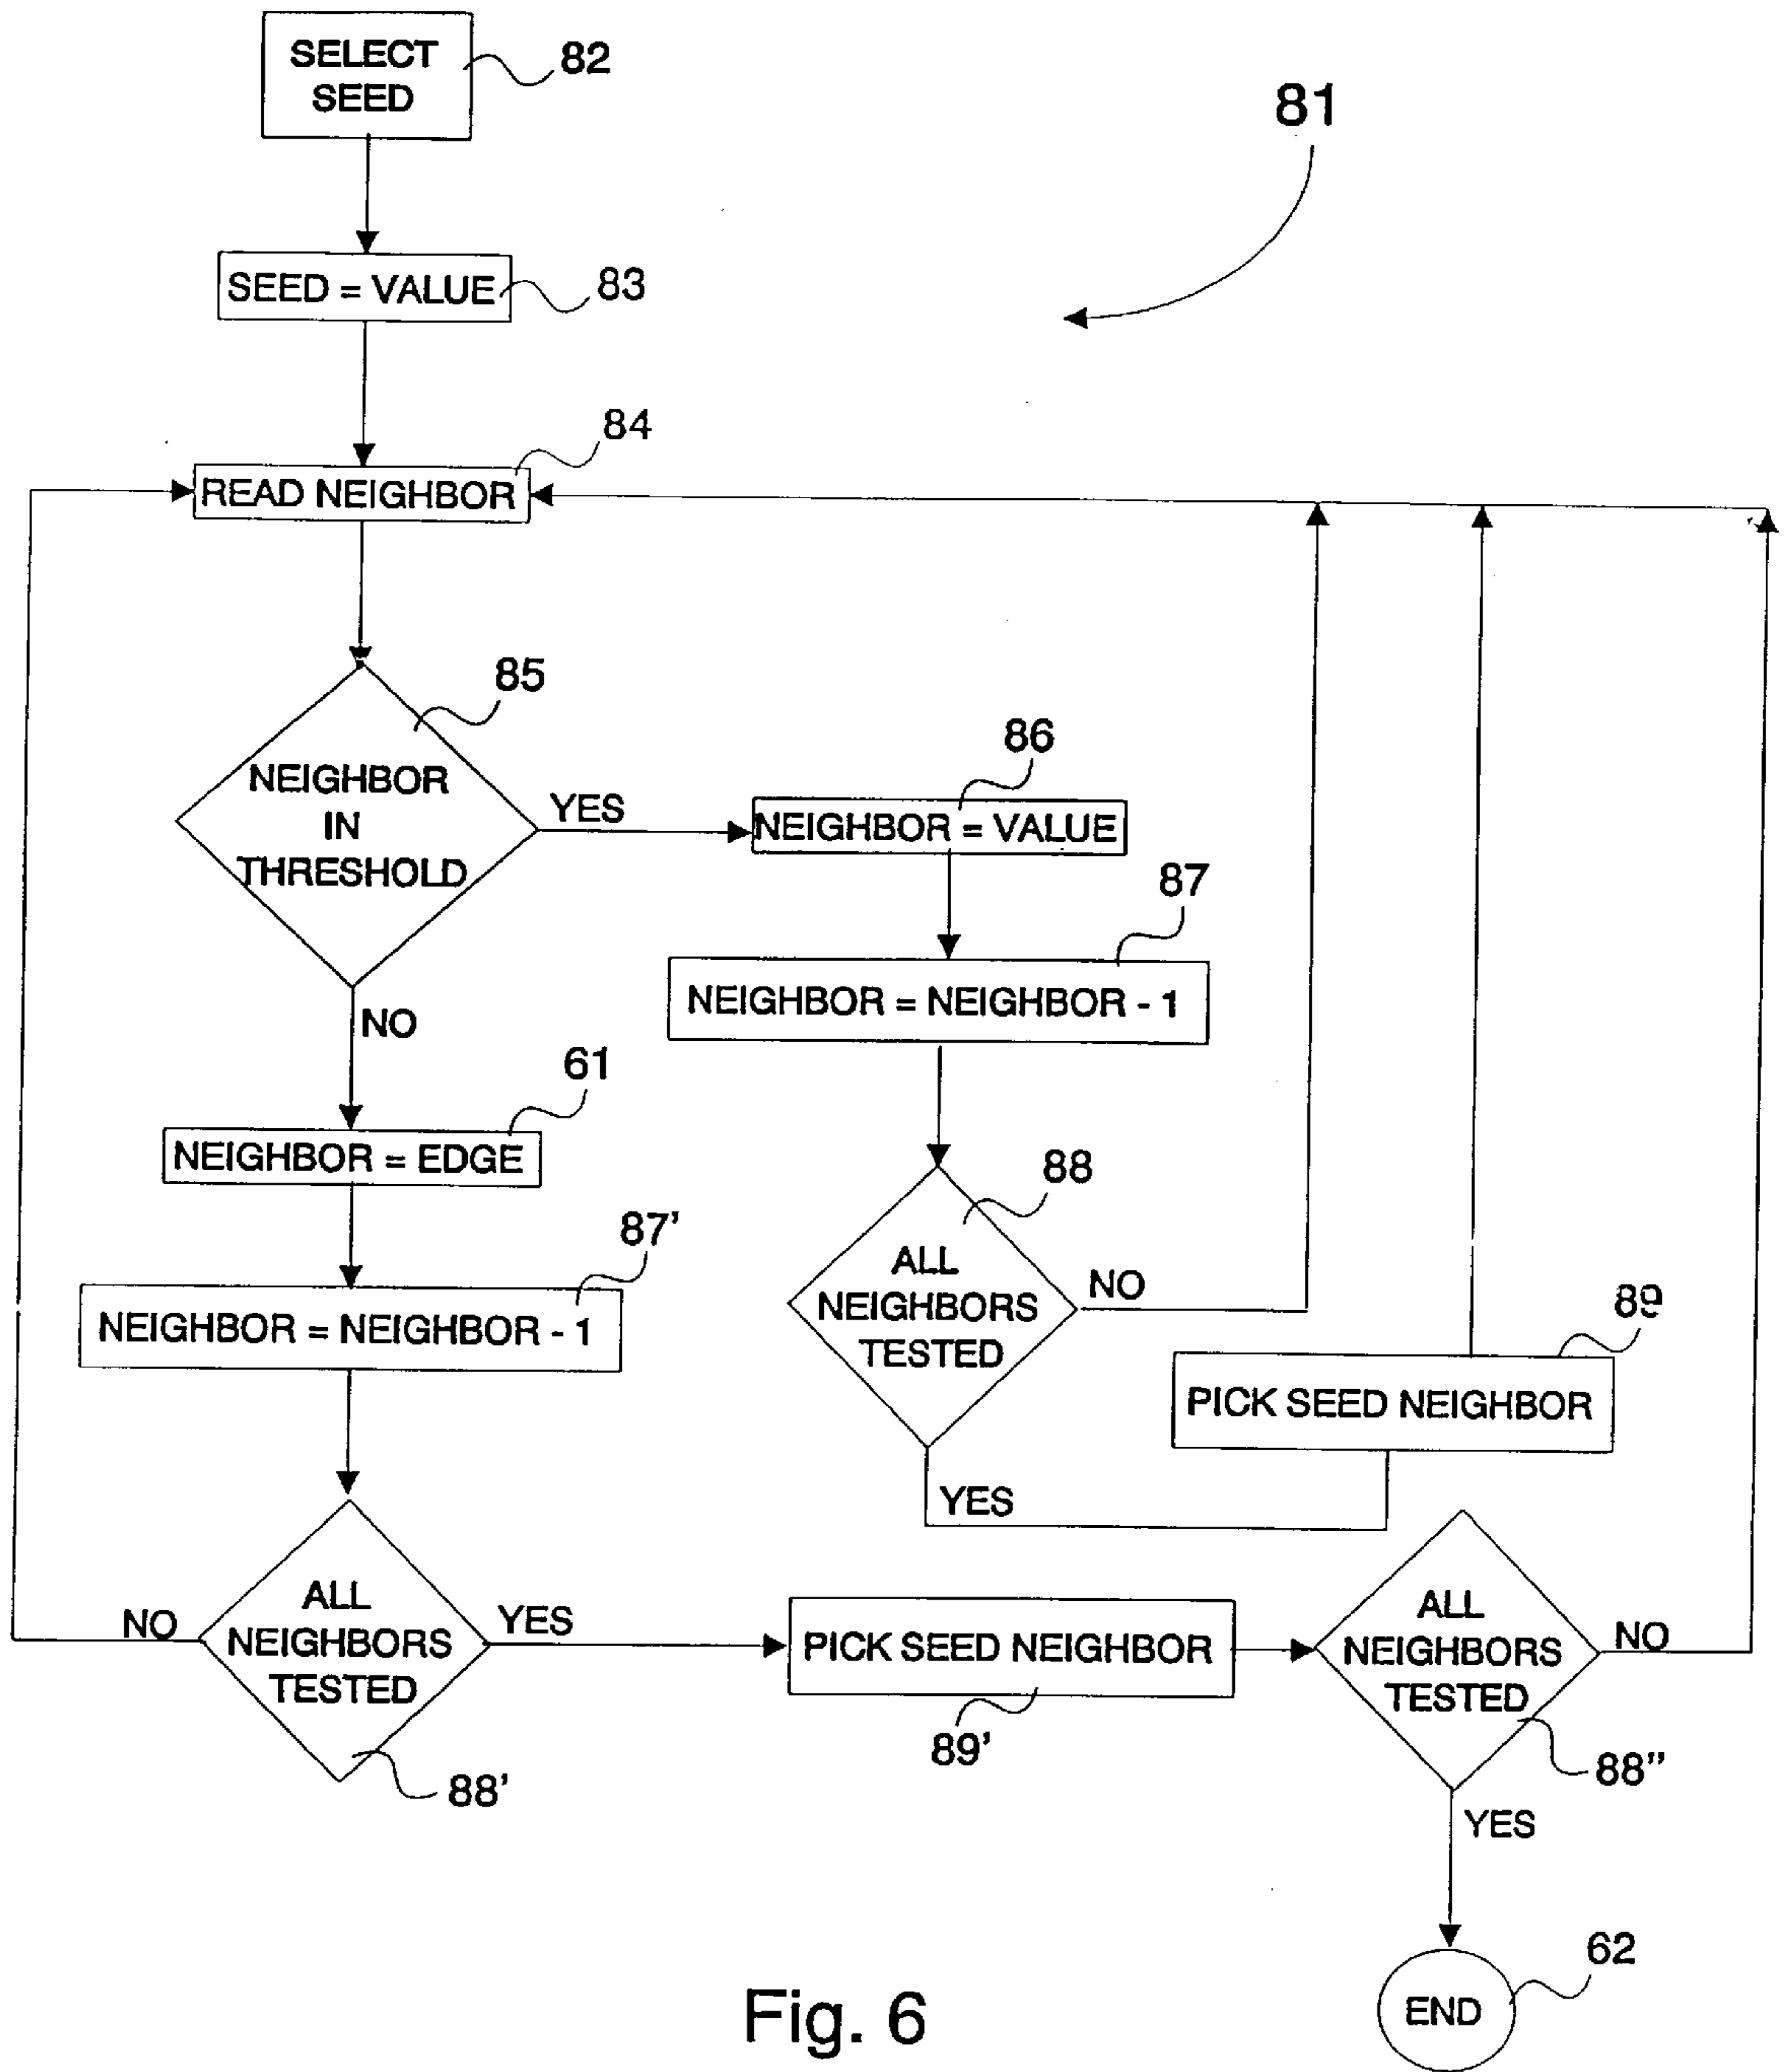 SELECT
SEED
82
81
SEED = VALUE
83
84
READ NEIGHBOR
85
NEIGHBOR
IN
THRESHOLD
YES
86
NEIGHBOR = VALUE
87
NEIGHBOR = NEIGHBOR - 1
NO
61
NEIGHBOR = EDGE
88
87'
ALL
NEIGHBORS
TESTED
NO
89
NEIGHBOR = NEIGHBOR - 1
PICK SEED NEIGHBOR
YES
ALL
NEIGHBORS
TESTED
NO
YES
PICK SEED NEIGHBOR
ALL
NEIGHBORS
TESTED
NO
89'
88'
88"
YES
62
END
Fig. 6